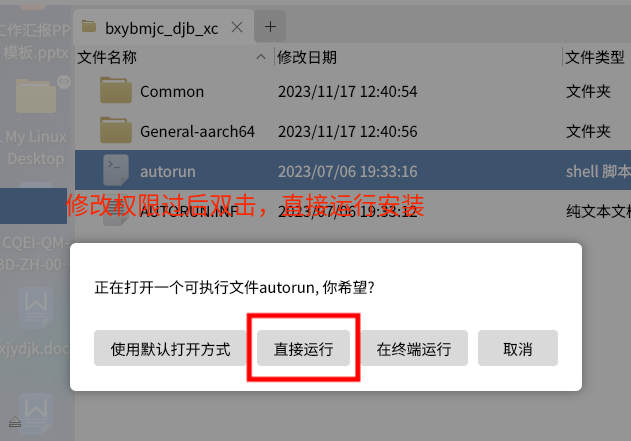 工作汇报PP
模板.pptx
bxybmjc_djb_xc
文件名称 修改日期 文件类型
Common 2023/11/17 12:40:54 文件夹
General-aarch64 2023/11/17 12:40:56 文件夹
_My Linux
Desktop
autorun 2023/07/06 19:33:16 shell 脚本
修改权限过后双击，直接运行安装
AUTORUN.INF 2023/07/06 19:33:12 纯文本文档
CQEI-QM-
BD-ZH-00…
正在打开一个可执行文件autorun, 你希望?
使用默认打开方式 直接运行 在终端运行 取消
xjydjk.doc